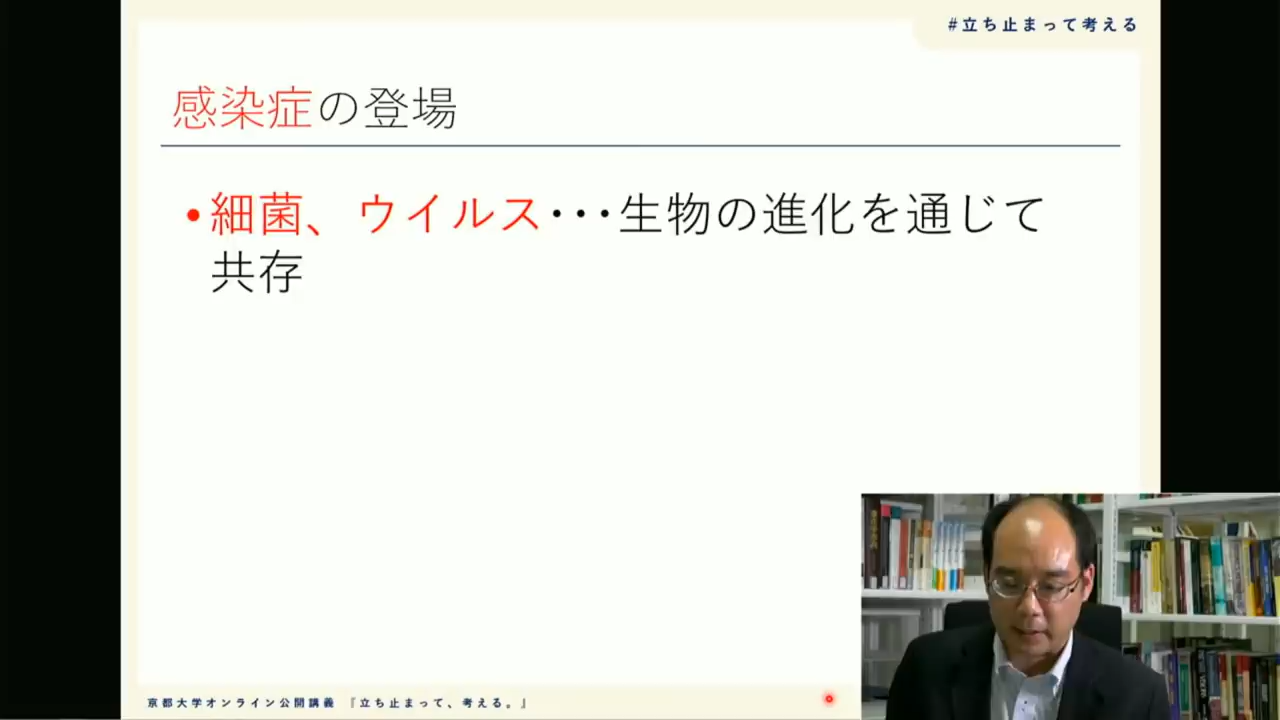 #立ち止まって考える
感染症の登場
•細菌、ウイルス･･･生物の進化を通じて
共存
京都大学オンライン公開講義 『立ち止まって、考える。』